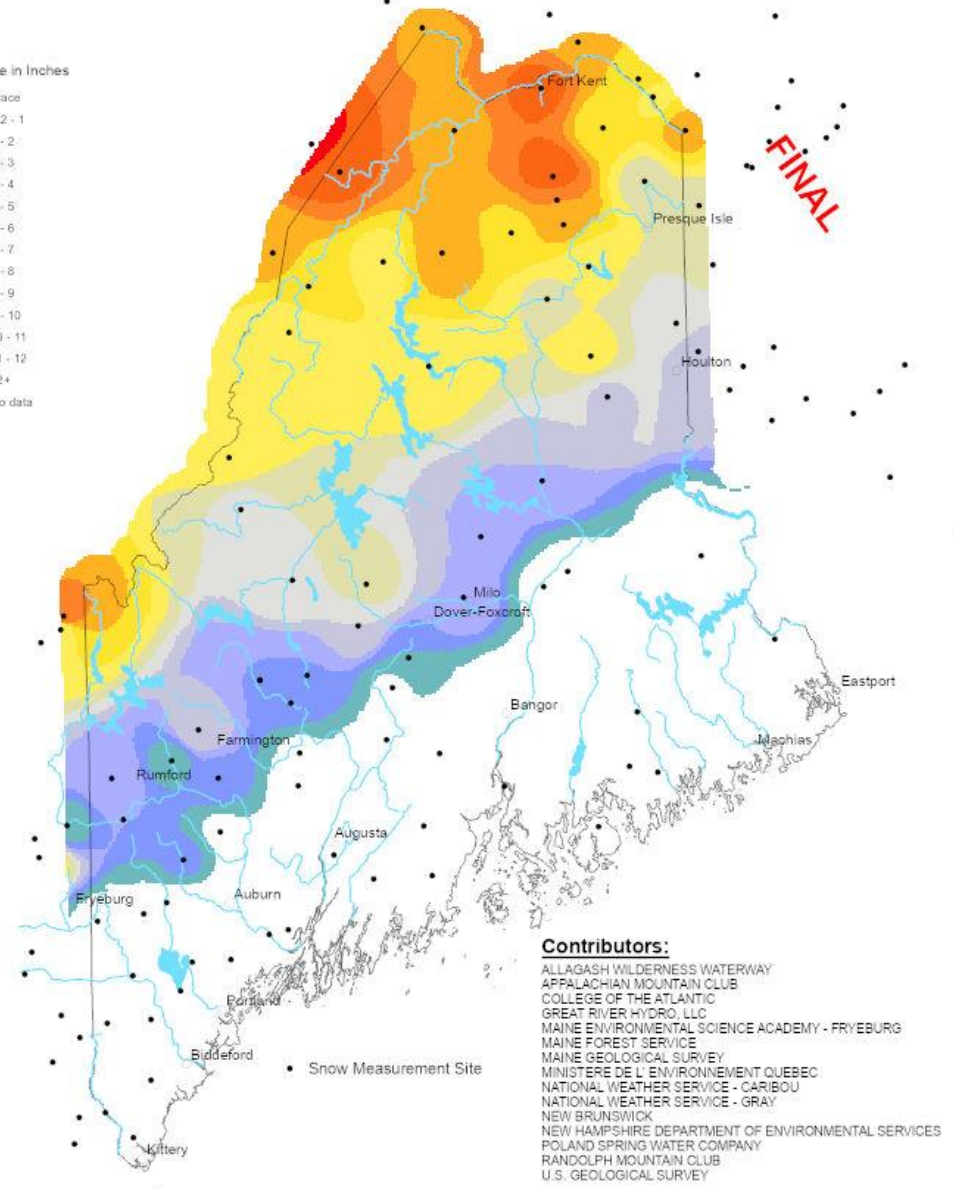 e in Inches
ace
2 - 1
- 2
- 3
- 4
- 5
- 6
- 7
- 8
- 9
- 10
- 11
- 12
2+
o data
Fort Kent
FINAL
Presque Isle
Houlton
Milo
Dover-Foxcroft
Eastport
Bangor
Machias
Farmington
Rumford
Augusta
Auburn
Fryeburg
Portland
Biddeford
Snow Measurement Site
Kittery
Contributors:
ALLAGASH WILDERNESS WATERWAY
APPALACHIAN MOUNTAIN CLUB
COLLEGE OF THE ATLANTIC
GREAT RIVER HYDRO, LLC
MAINE ENVIRONMENTAL SCIENCE ACADEMY - FRYEBURG
MAINE FOREST SERVICE
MAINE GEOLOGICAL SURVEY
MINISTERE DE L' ENVIRONNEMENT QUEBEC
NATIONAL WEATHER SERVICE - CARIBOU
NATIONAL WEATHER SERVICE - GRAY
NEW BRUNSWICK
NEW HAMPSHIRE DEPARTMENT OF ENVIRONMENTAL SERVICES
POLAND SPRING WATER COMPANY
RANDOLPH MOUNTAIN CLUB
U.S. GEOLOGICAL SURVEY